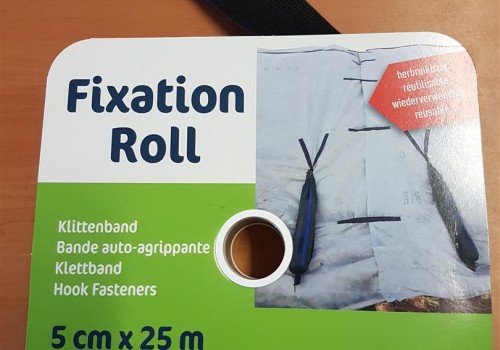 Fixation
Roll
herbruikbaar
réutilisable
wiederverwendbar
reusable
Klittenband
Bande auto-agrippante
Klettband
Hook Fasteners
5 cm x 25 m